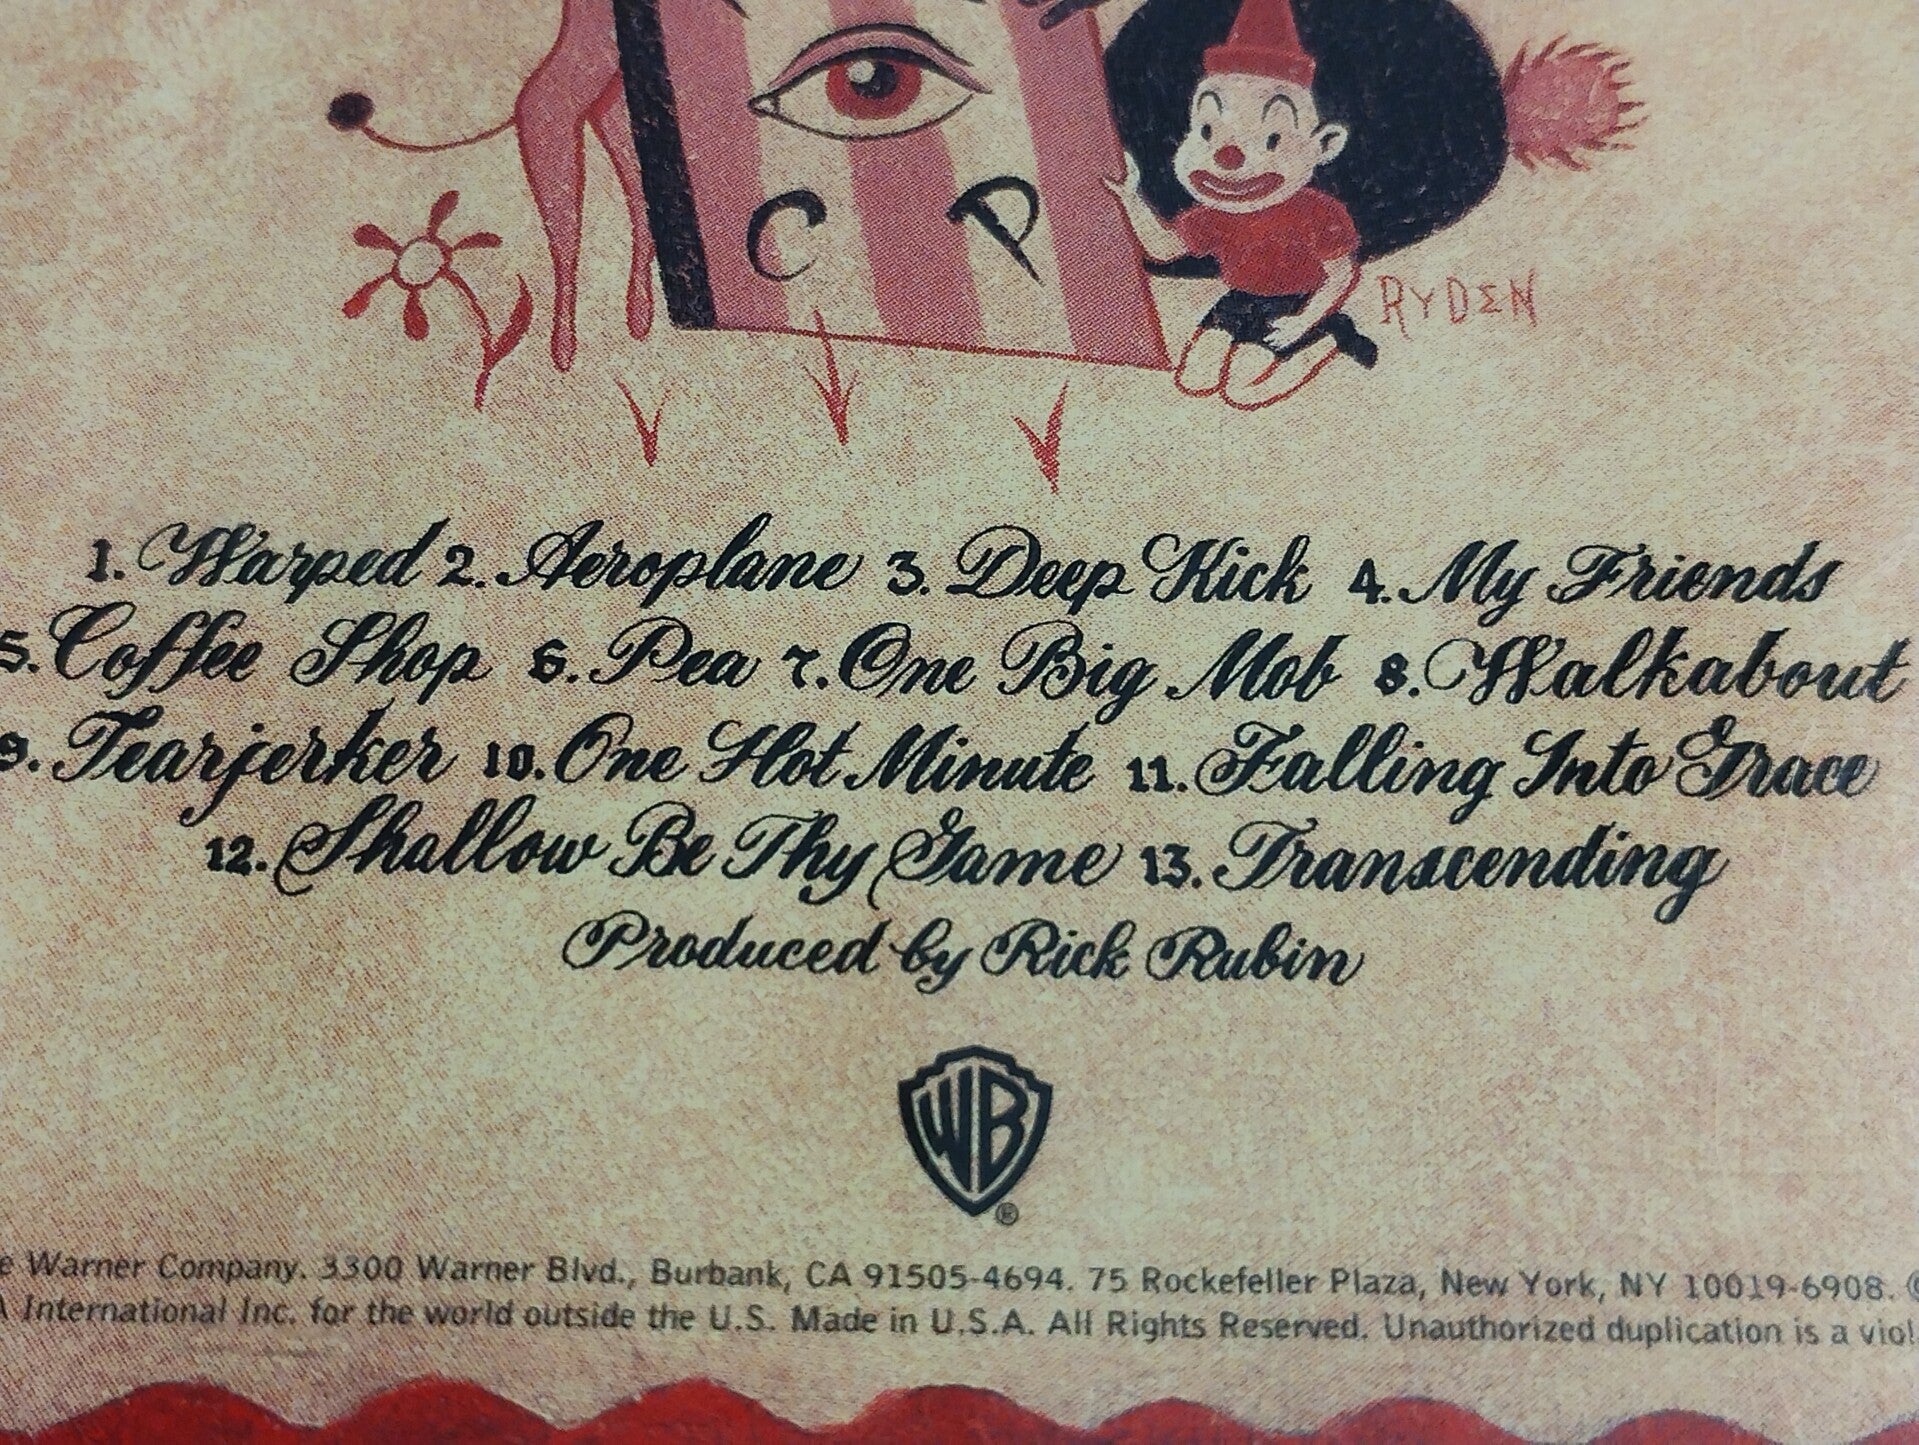 C P
RYDEN
1. Warped 2. Aeroplane 3. Deep Kick 4. My Friends
5. Coffee Shop 6. Pea 7. One Big Mob 8. Walkabout
9. Tearjerker 10. One Hot Minute 11. Falling Into Grace
12. Shallow Be Thy Game 13. Transcending
Produced by Rick Rubin
WB
®
e Warner Company. 3300 Warner Blvd., Burbank, CA 91505-4694. 75 Rockefeller Plaza, New York, NY 10019-6908.
A International Inc. for the world outside the U.S. Made in U.S.A. All Rights Reserved. Unauthorized duplication is a viol